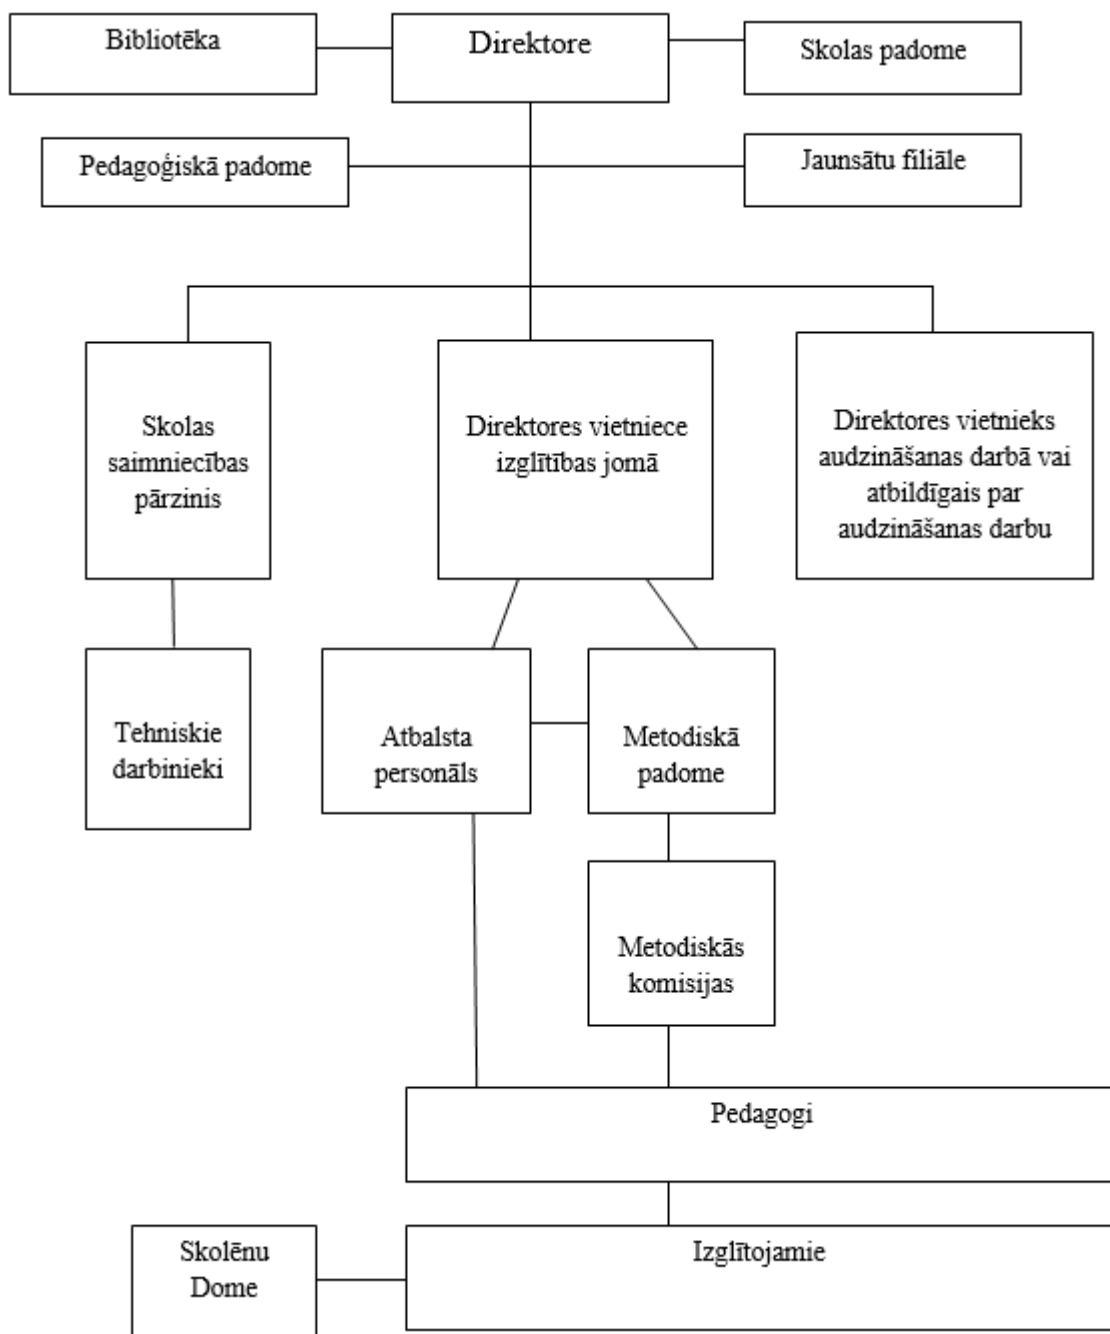 Bibliotēka
Direktore
Skolas padome
Pedagoģiskā padome
Jaunsātu filiāle
Skolas
saimniecības
pārzinis
Direktores vietniece
izglītības jomā
Direktores vietnieks
audzināšanas darbā vai
atbildīgais par
audzināšanas darbu
Tehniskie
darbinieki
Atbalsta
personāls
Metodiskā
padome
Metodiskās
komisijas
Pedagogi
Skolēnu
Dome
Izglītojamie